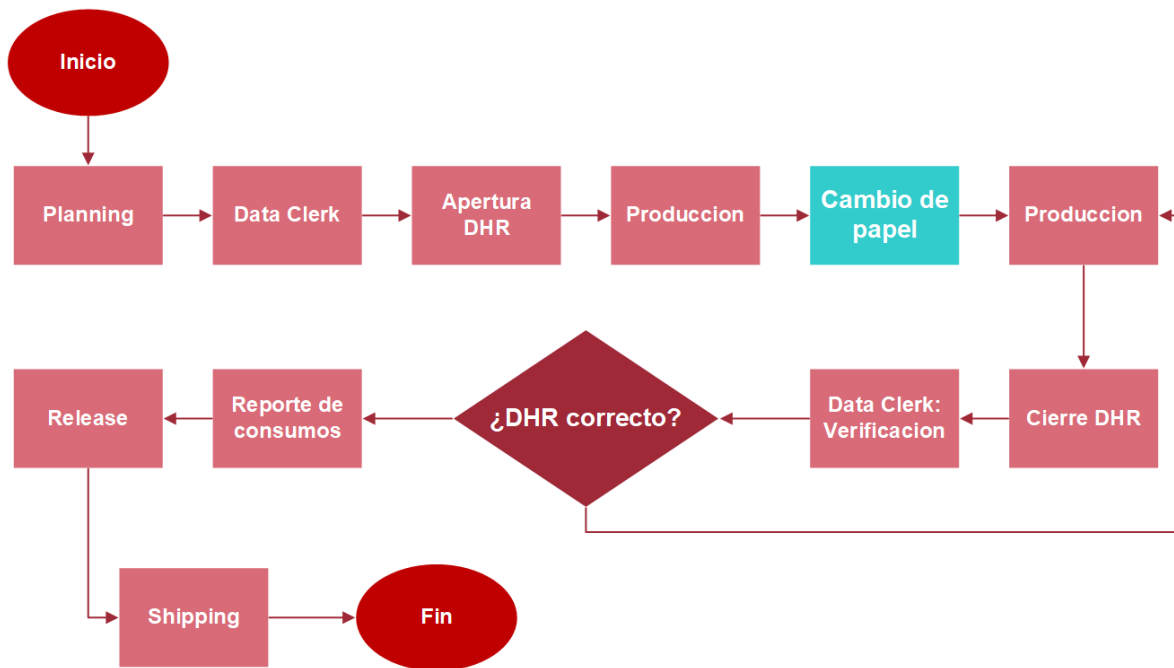 Inicio
Planning
Data Clerk
Apertura
DHR
Produccion
Cambio de
papel
Produccion
Cierre DHR
Data Clerk:
Verificacion
¿DHR correcto?
Reporte de
consumos
Release
Shipping
Fin